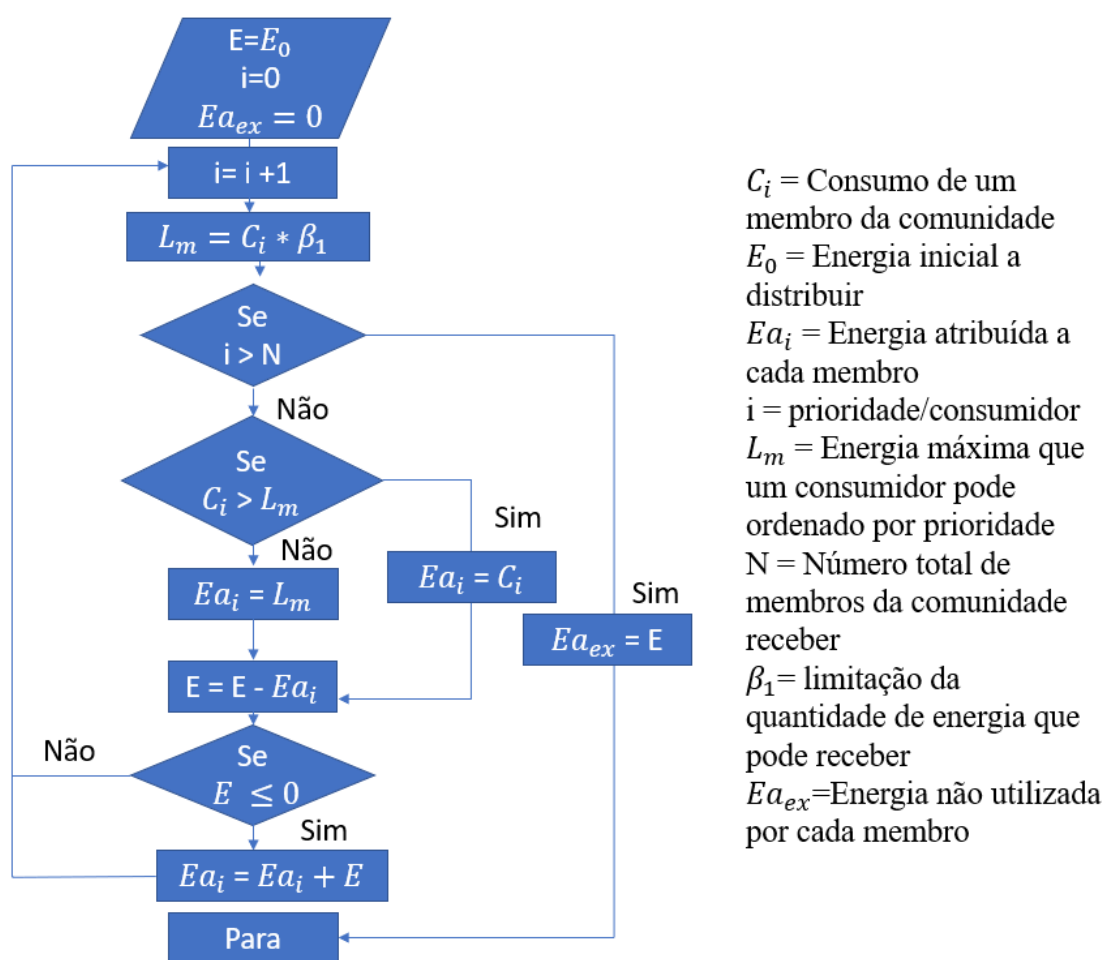 E=E₀
i=0
Ea_ex = 0
i= i +1
L_m = C_i * β₁
Se
i > N
Não
Se
C_i > L_m
Sim
Não
Ea_i = L_m
Ea_i = C_i
Sim
Ea_ex = E
E = E - Ea_i
Não
Se
E ≤ 0
Sim
Ea_i = Ea_i + E
Para
C_i = Consumo de um
membro da comunidade
E₀ = Energia inicial a
distribuir
Ea_i = Energia atribuída a
cada membro
i = prioridade/consumidor
L_m = Energia máxima que
um consumidor pode
ordenado por prioridade
N = Número total de
membros da comunidade
receber
β₁= limitação da
quantidade de energia que
pode receber
Ea_ex=Energia não utilizada
por cada membro